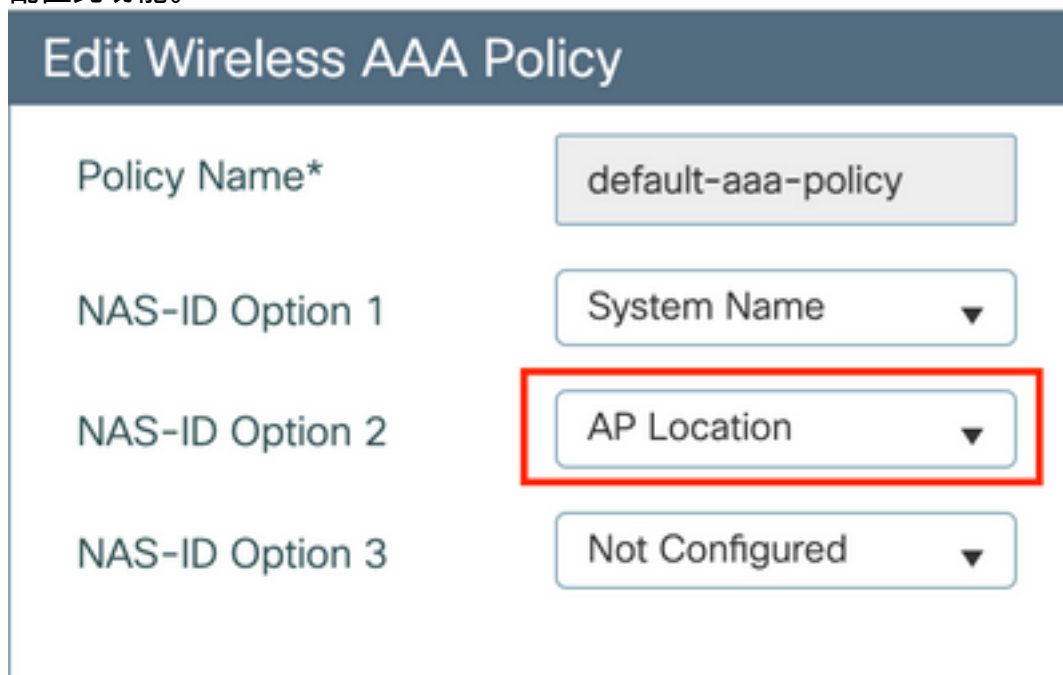 Edit Wireless AAA Policy
Policy Name* default-aaa-policy
NAS-ID Option 1 System Name
NAS-ID Option 2 AP Location
NAS-ID Option 3 Not Configured